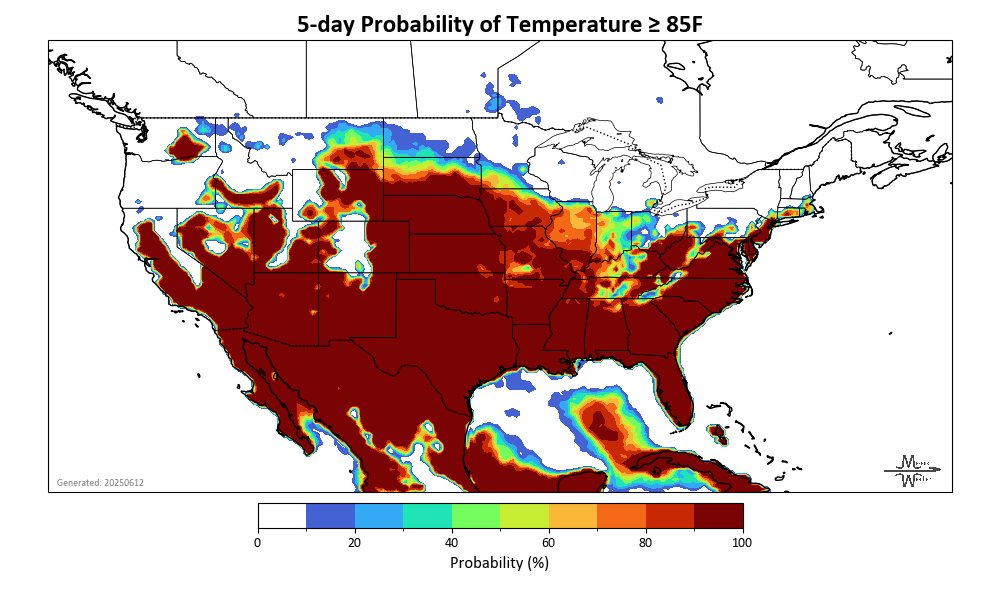 5-day Probability of Temperature ≥ 85F
Generated: 20250612
0 20 40 60 80 100
Probability (%)